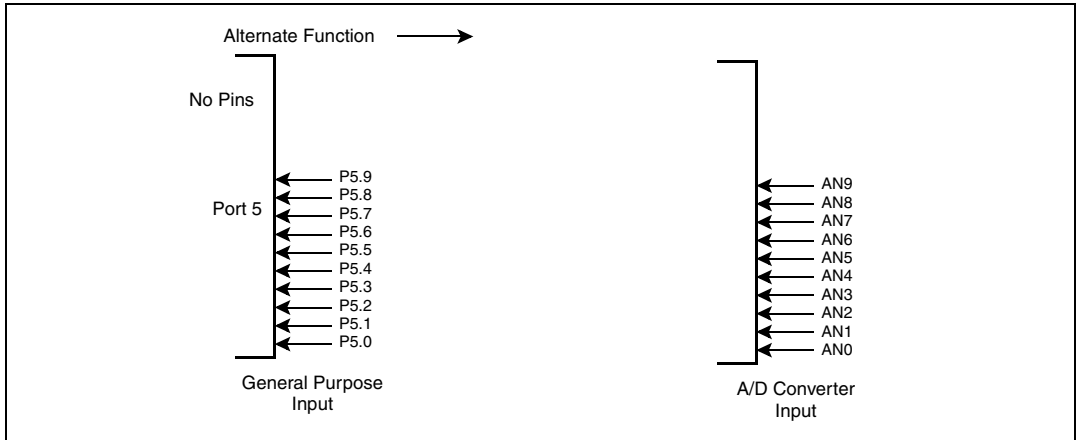 Alternate Function
No Pins
Port 5
P5.9
P5.8
P5.7
P5.6
P5.5
P5.4
P5.3
P5.2
P5.1
P5.0
General Purpose
Input
AN9
AN8
AN7
AN6
AN5
AN4
AN3
AN2
AN1
AN0
A/D Converter
Input